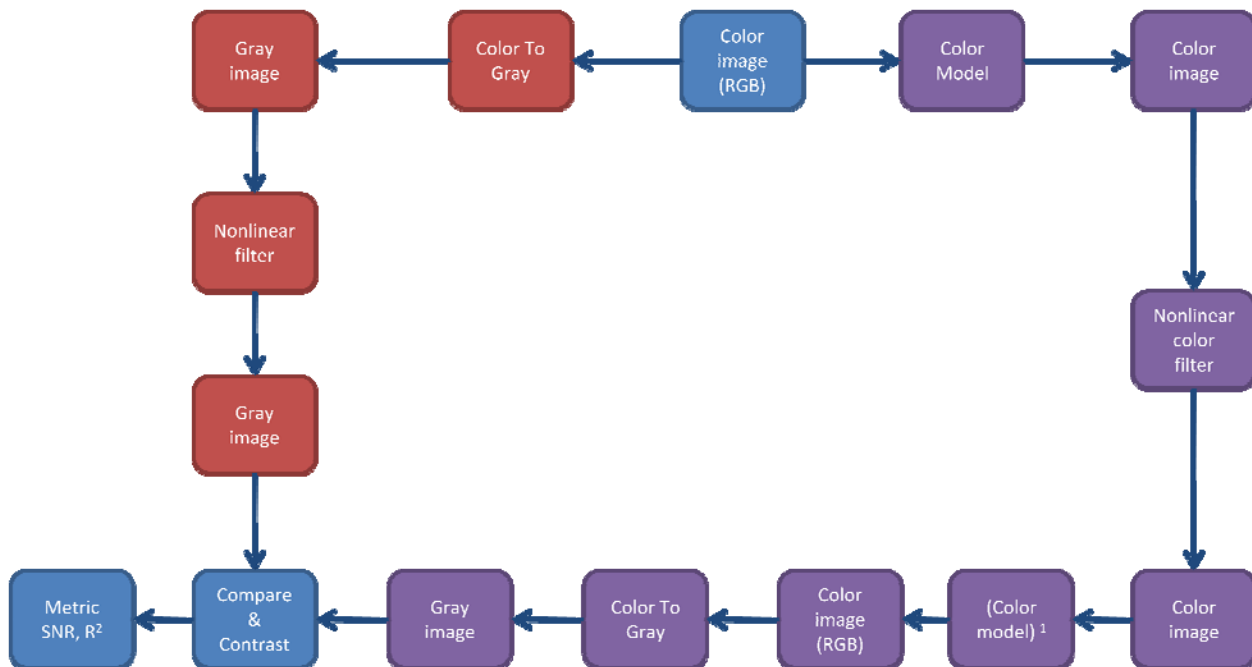 Gray
image
Color To
Gray
Color
image
(RGB)
Color
Model
Color
image
Nonlinear
filter
Nonlinear
color
filter
Gray
image
Metric
SNR, R²
Compare
&
Contrast
Gray
image
Color To
Gray
Color
image
(RGB)
(Color
model) ¹
Color
image